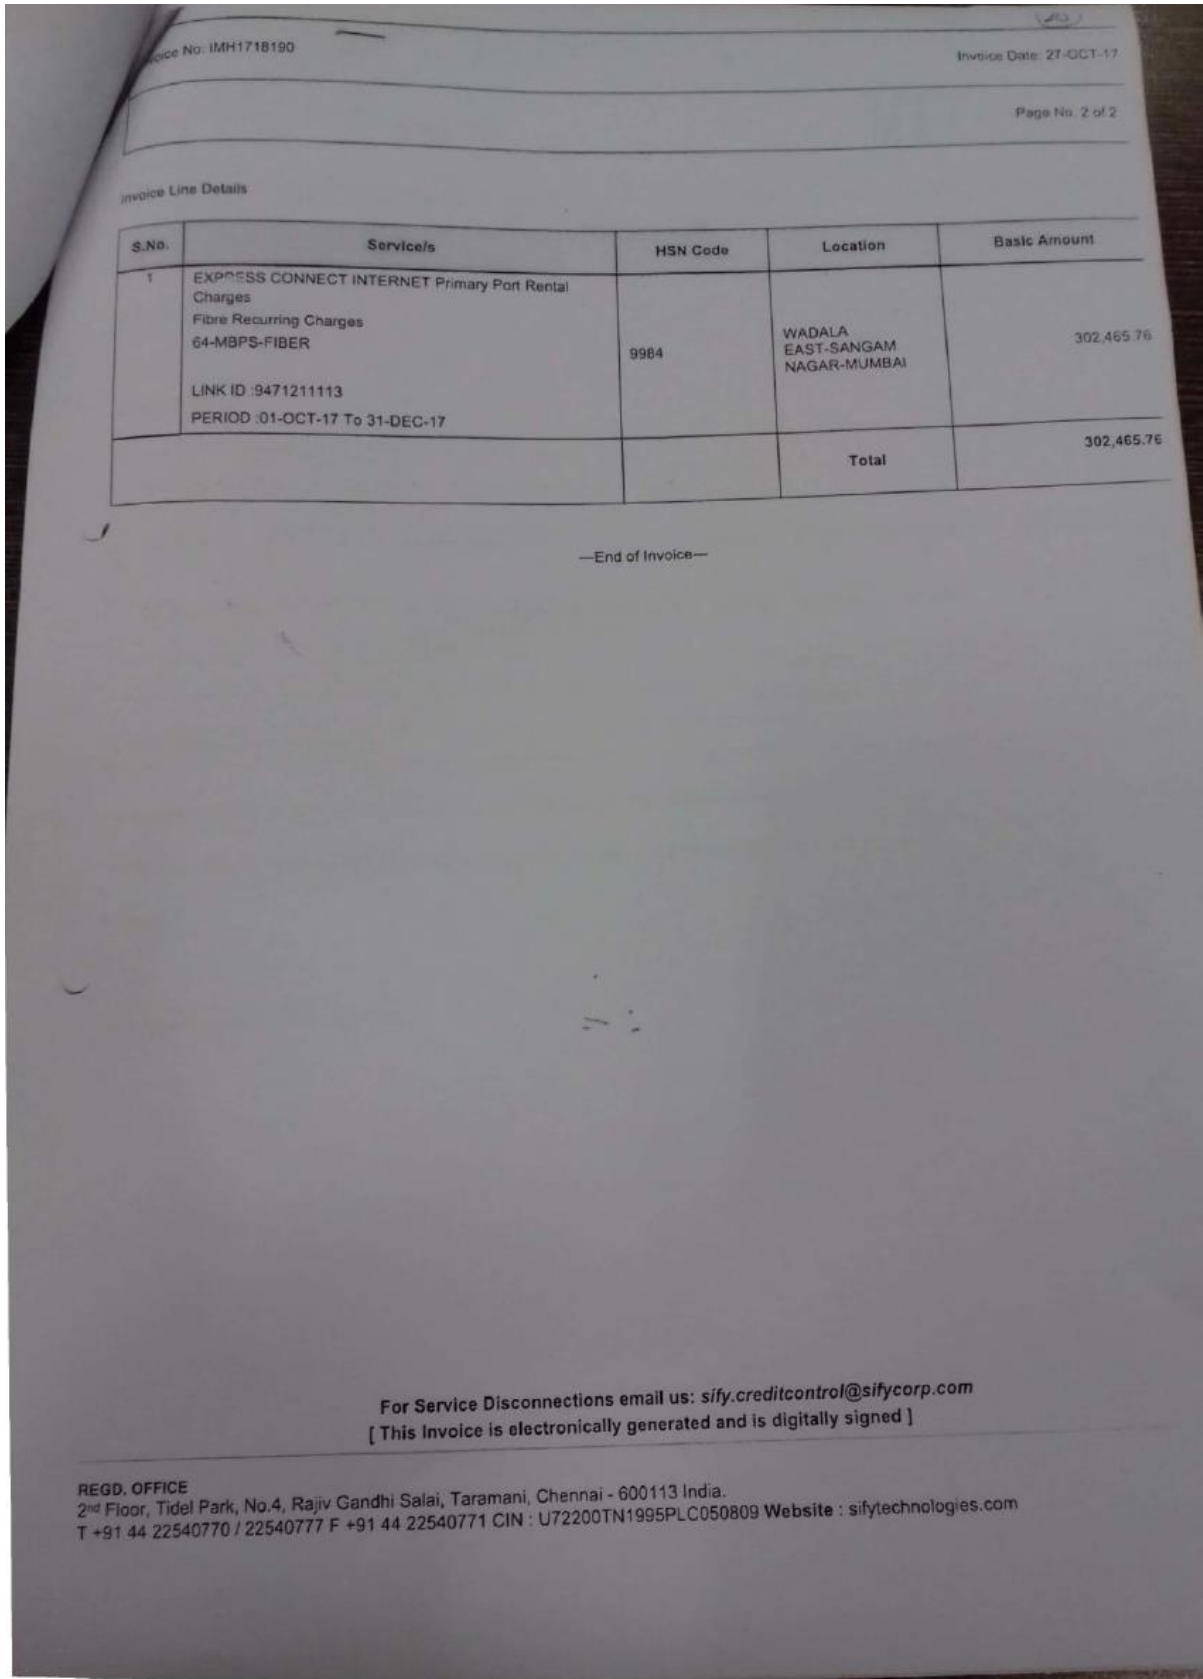 voice No: IMH1718190
Invoice Date: 27-OCT-17
Page No. 2 of 2
Invoice Line Details
S.No. Service/s HSN Code Location Basic Amount
1 EXPRESS CONNECT INTERNET Primary Port Rental
Charges
Fibre Recurring Charges
64-MBPS-FIBER
LINK ID :9471211113
PERIOD :01-OCT-17 To 31-DEC-17
9984
WADALA
EAST-SANGAM
NAGAR-MUMBAI
302,465.76
Total 302,465.76
—End of Invoice—
For Service Disconnections email us: sify.creditcontrol@sifycorp.com
[ This Invoice is electronically generated and is digitally signed ]
REGD. OFFICE
2nd Floor, Tidel Park, No.4, Rajiv Gandhi Salai, Taramani, Chennai - 600113 India.
T +91 44 22540770 / 22540777 F +91 44 22540771 CIN : U72200TN1995PLC050809 Website : sifytechnologies.com